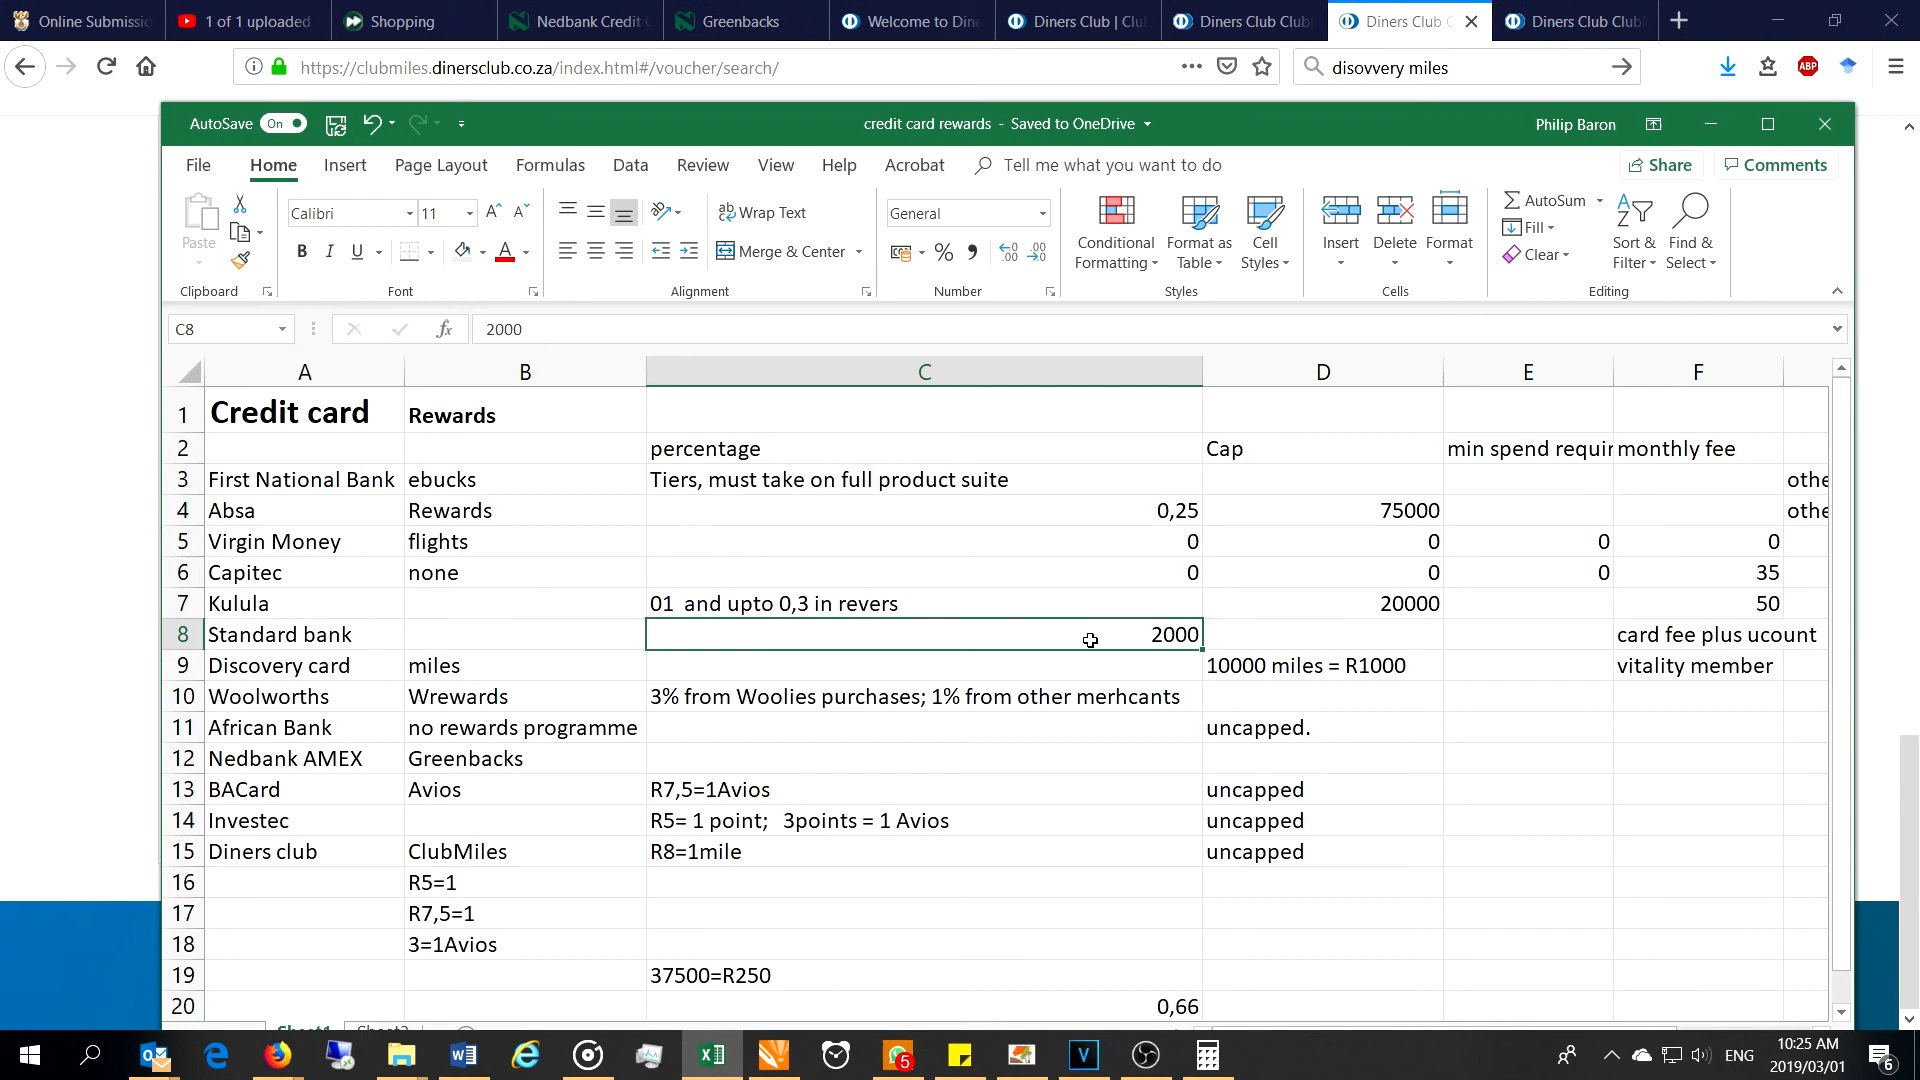 Online Submissi
1 of 1 uploaded
Shopping
Nedbank Credit
Greenbacks
Welcome to Din
Diners Club | Clu
Diners Club Club
Diners Club C
Diners Club Club
https://clubmiles.dinersclub.co.za/index.html#/voucher/search/
disovvery miles
ABP
AutoSave On
credit card rewards - Saved to OneDrive
Philip Baron
File Home Insert Page Layout Formulas Data Review View Help Acrobat Tell me what you want to do
Share
Comments
Paste
Clipboard
Calibri 11
B I U
Font
Wrap Text
Merge & Center
Alignment
General
Number
Conditional Formatting
Format as Table
Cell Styles
Styles
Insert
Delete
Format
Cells
AutoSum
Fill
Clear
Sort & Filter
Find & Select
Editing
C8 fx 2000
A B C D E F
1 Credit card Rewards
2 percentage Cap min spend requir monthly fee
3 First National Bank ebucks Tiers, must take on full product suite othe
4 Absa Rewards 0,25 75000 othe
5 Virgin Money flights 0 0 0 0
6 Capitec none 0 0 0 35
7 Kulula 01 and upto 0,3 in revers 20000 50
8 Standard bank 2000 card fee plus ucount
9 Discovery card miles 10000 miles = R1000 vitality member
10 Woolworths Wrewards 3% from Woolies purchases; 1% from other merhcants
11 African Bank no rewards programme uncapped.
12 Nedbank AMEX Greenbacks
13 BACard Avios R7,5=1Avios uncapped
14 Investec R5= 1 point; 3points = 1 Avios uncapped
15 Diners club ClubMiles R8=1mile uncapped
16 R5=1
17 R7,5=1
18 3=1Avios
19 37500=R250
20 0,66
Sheet1 Sheet2
5
ENG
10:25 AM
2019/03/01
6